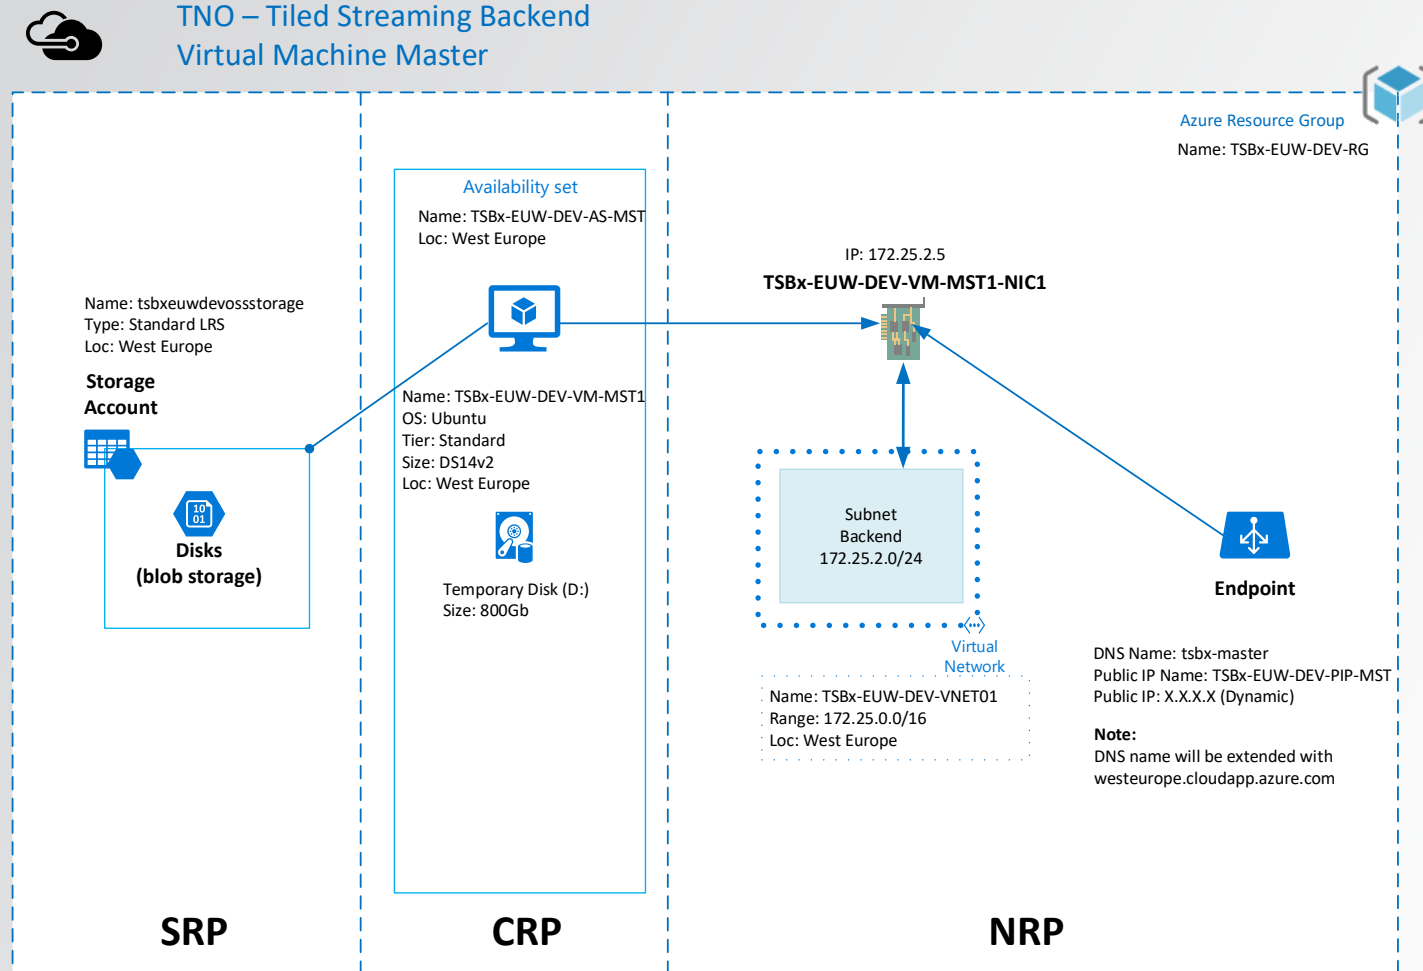 TNO – Tiled Streaming Backend
Virtual Machine Master
Azure Resource Group
Name: TSBx-EUW-DEV-RG
Availability set
Name: TSBx-EUW-DEV-AS-MST
Loc: West Europe
IP: 172.25.2.5
TSBx-EUW-DEV-VM-MST1-NIC1
Name: tsbxeuwdevossstorage
Type: Standard LRS
Loc: West Europe
Storage
Account
10
01
Disks
(blob storage)
Name: TSBx-EUW-DEV-VM-MST1
OS: Ubuntu
Tier: Standard
Size: DS14v2
Loc: West Europe
Temporary Disk (D:)
Size: 800Gb
Subnet
Backend
172.25.2.0/24
Virtual
Network
Name: TSBx-EUW-DEV-VNET01
Range: 172.25.0.0/16
Loc: West Europe
Endpoint
DNS Name: tsbx-master
Public IP Name: TSBx-EUW-DEV-PIP-MST
Public IP: X.X.X.X (Dynamic)
Note:
DNS name will be extended with
westeurope.cloudapp.azure.com
SRP
CRP
NRP